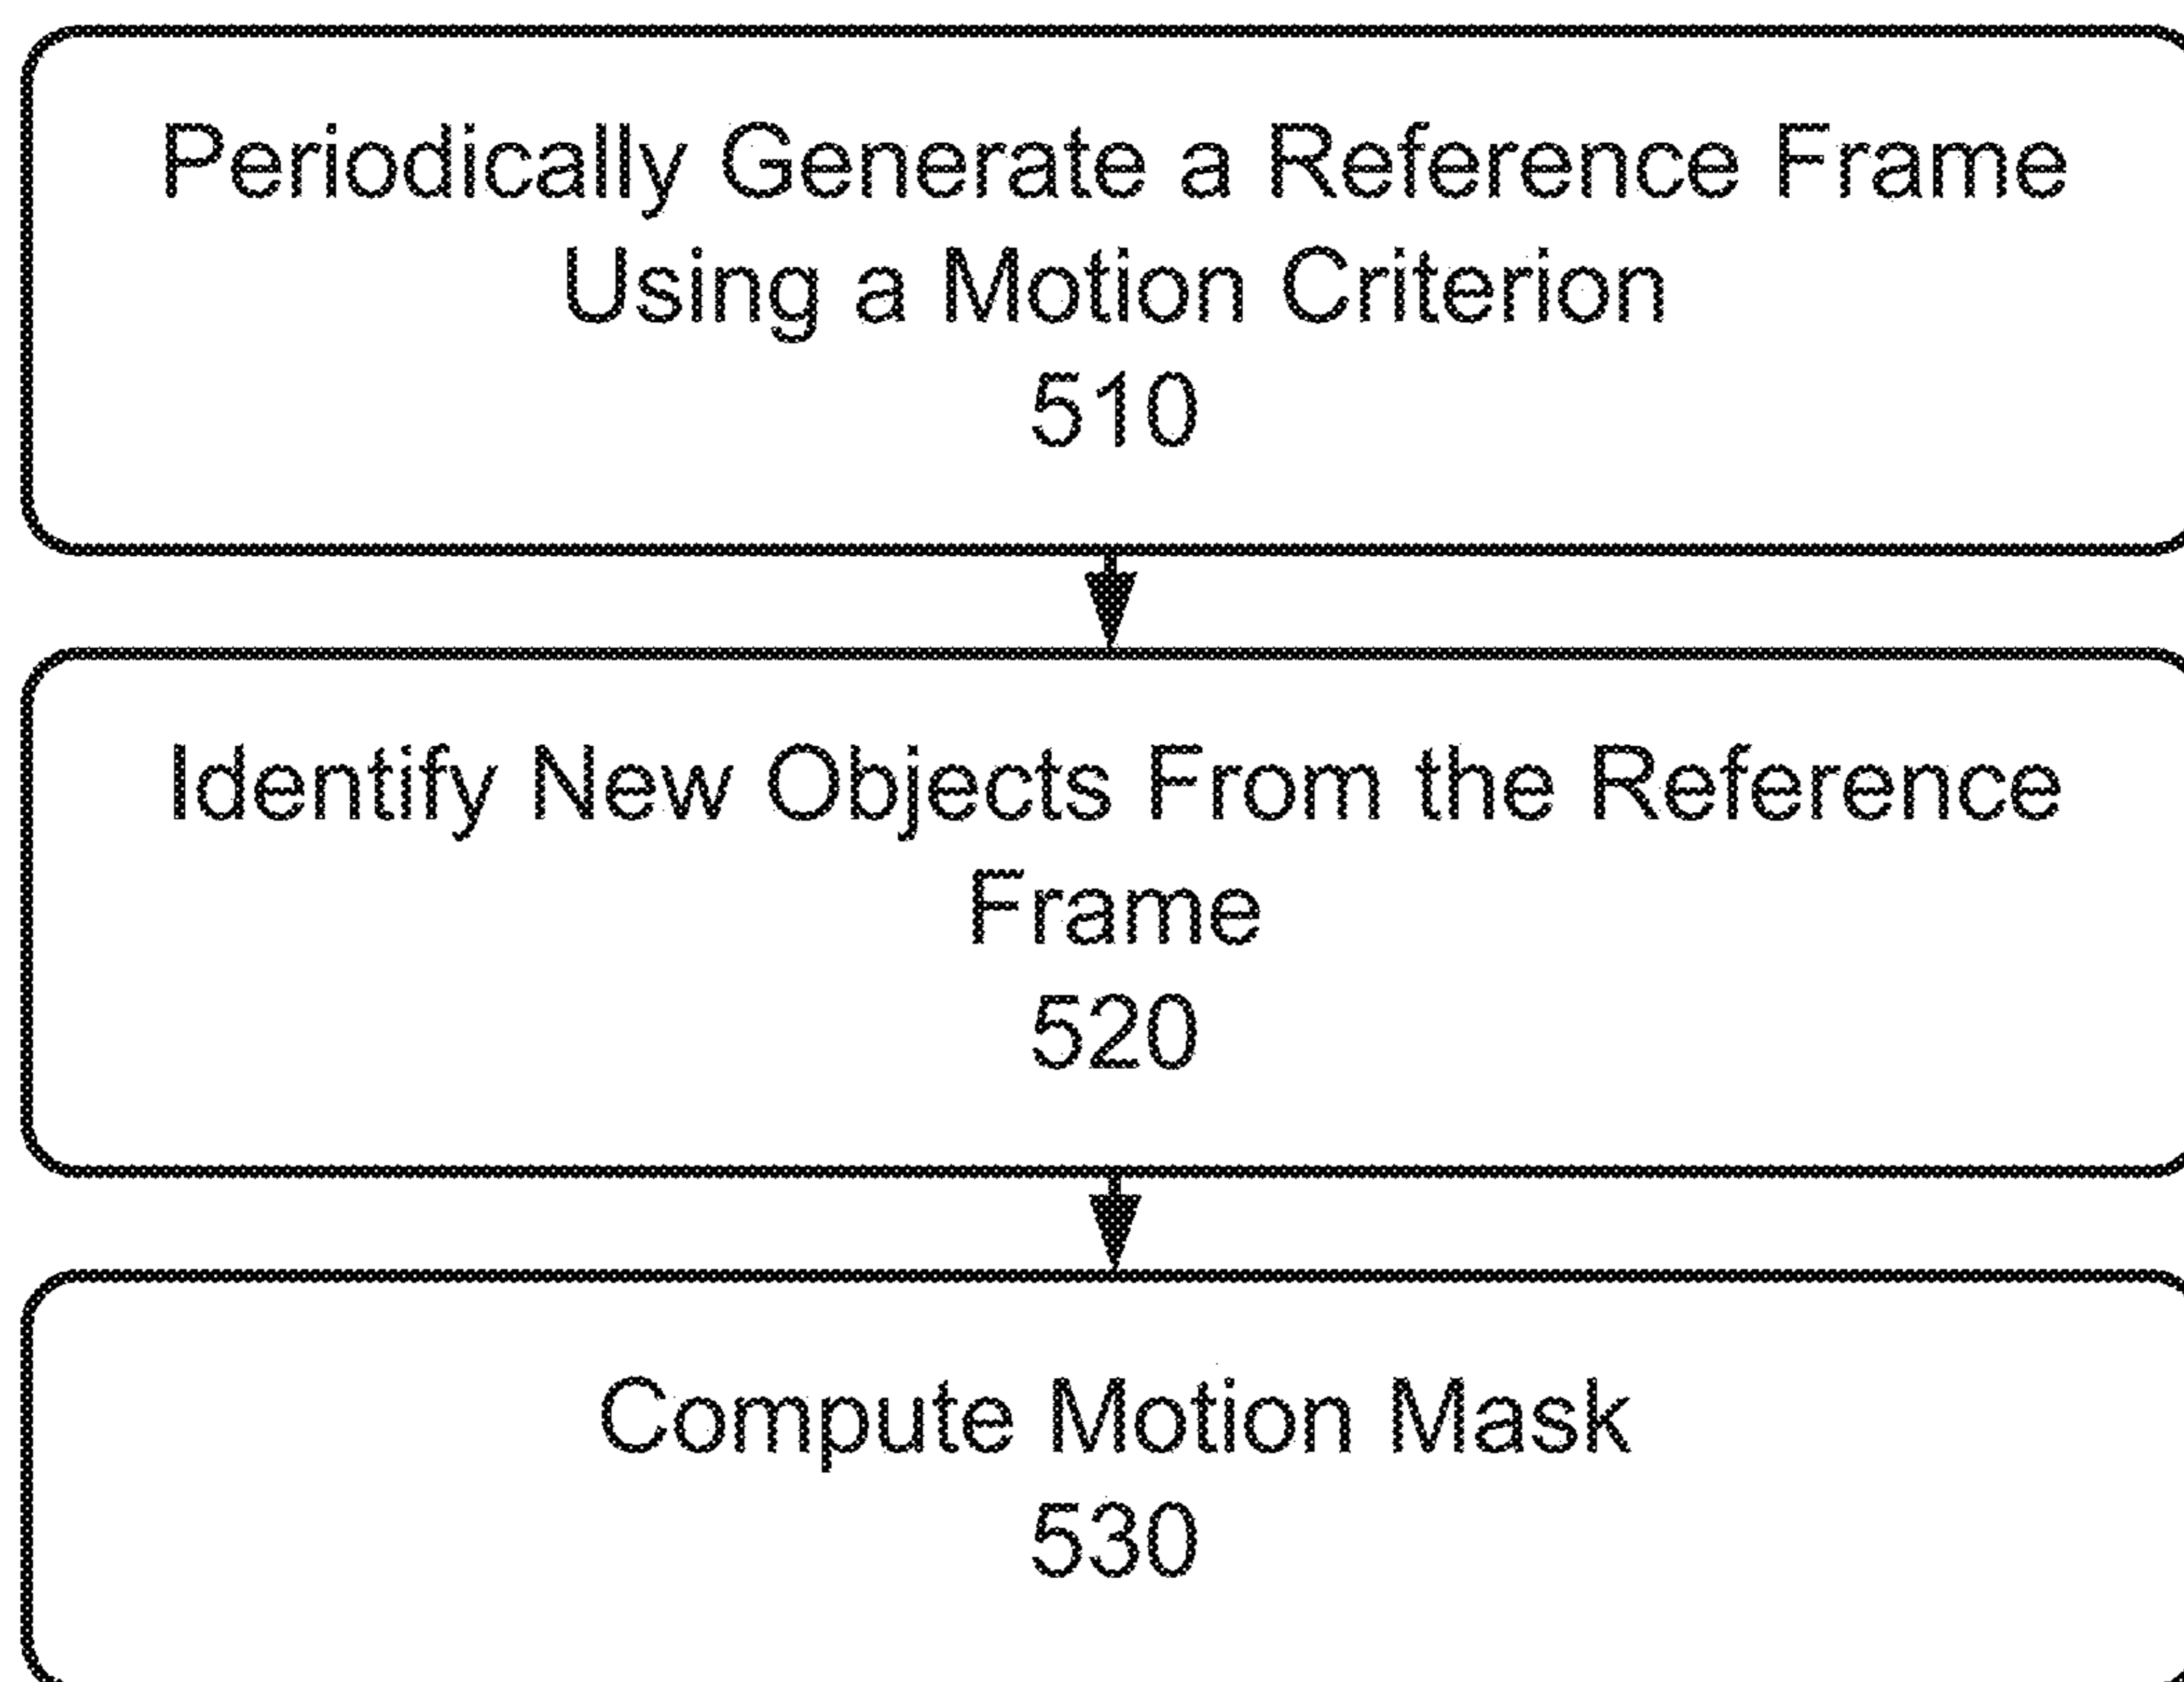 Periodically Generate a Reference Frame
Using a Motion Criterion
510
Identify New Objects From the Reference
Frame
520
Compute Motion Mask
530